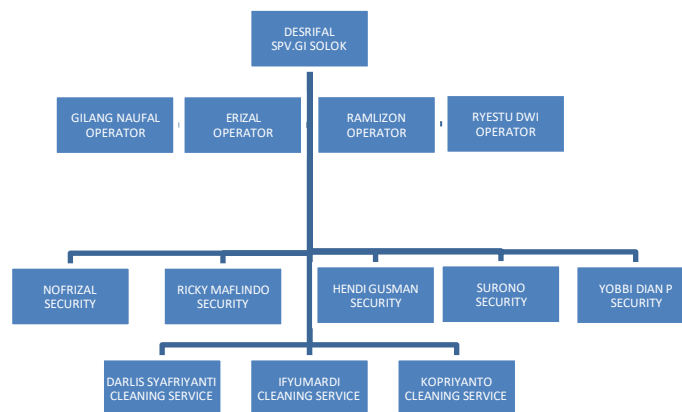 DESRIFAL
SPV.GI SOLOK
GILANG NAUFAL
OPERATOR
ERIZAL
OPERATOR
RAMLIZON
OPERATOR
RYESTU DWI
OPERATOR
NOFRIZAL
SECURITY
RICKY MAFLINDO
SECURITY
HENDI GUSMAN
SECURITY
SURONO
SECURITY
YOBBI DIAN P
SECURITY
DARLIS SYAFRIYANTI
CLEANING SERVICE
IFYUMARDI
CLEANING SERVICE
KOPRIYANTO
CLEANING SERVICE